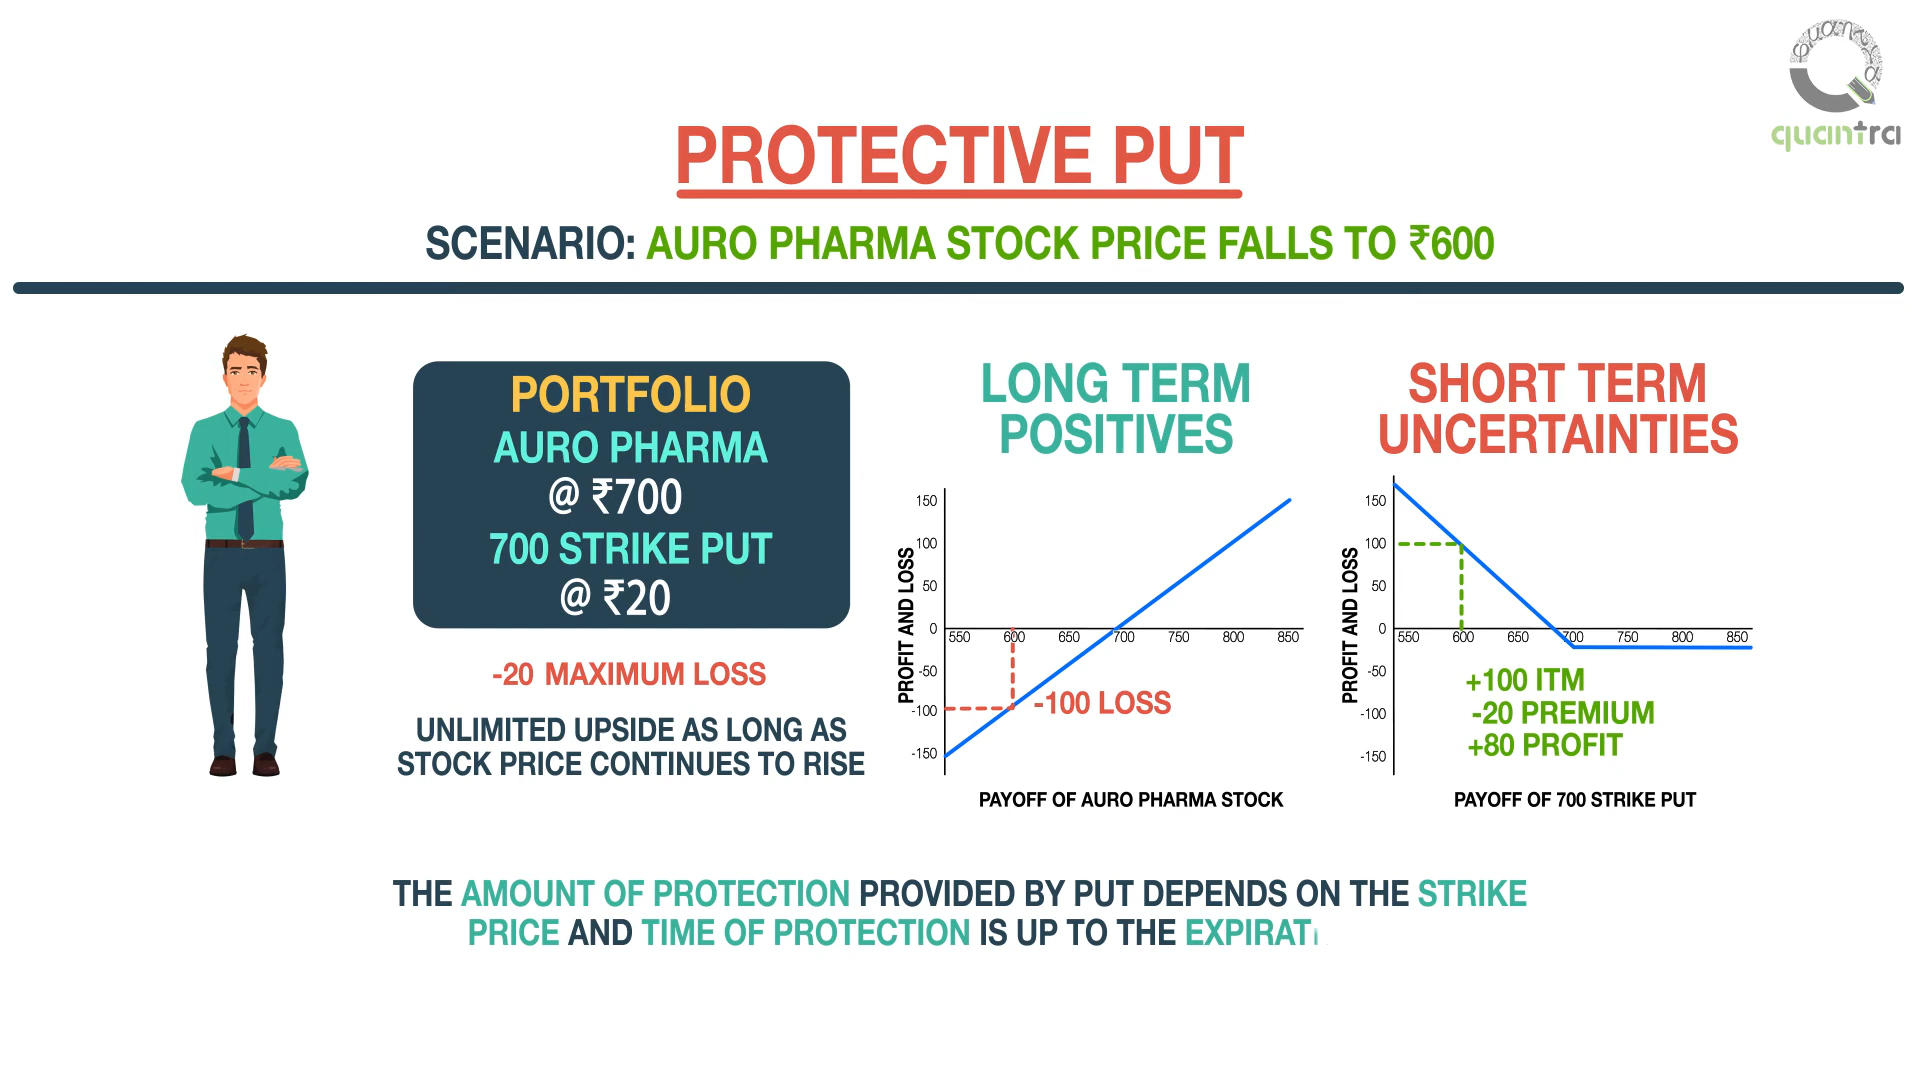 quantra
PROTECTIVE PUT
SCENARIO: AURO PHARMA STOCK PRICE FALLS TO ₹600
PORTFOLIO
AURO PHARMA
@ ₹700
700 STRIKE PUT
@ ₹20
-20 MAXIMUM LOSS
UNLIMITED UPSIDE AS LONG AS
STOCK PRICE CONTINUES TO RISE
LONG TERM
POSITIVES
PROFIT AND LOSS
150
100
50
0
-50
-100
-150
550 600 650 700 750 800 850
-100 LOSS
PAYOFF OF AURO PHARMA STOCK
SHORT TERM
UNCERTAINTIES
PROFIT AND LOSS
150
100
50
0
-50
-100
-150
550 600 650 700 750 800 850
+100 ITM
-20 PREMIUM
+80 PROFIT
PAYOFF OF 700 STRIKE PUT
THE AMOUNT OF PROTECTION PROVIDED BY PUT DEPENDS ON THE STRIKE
PRICE AND TIME OF PROTECTION IS UP TO THE EXPIRAT